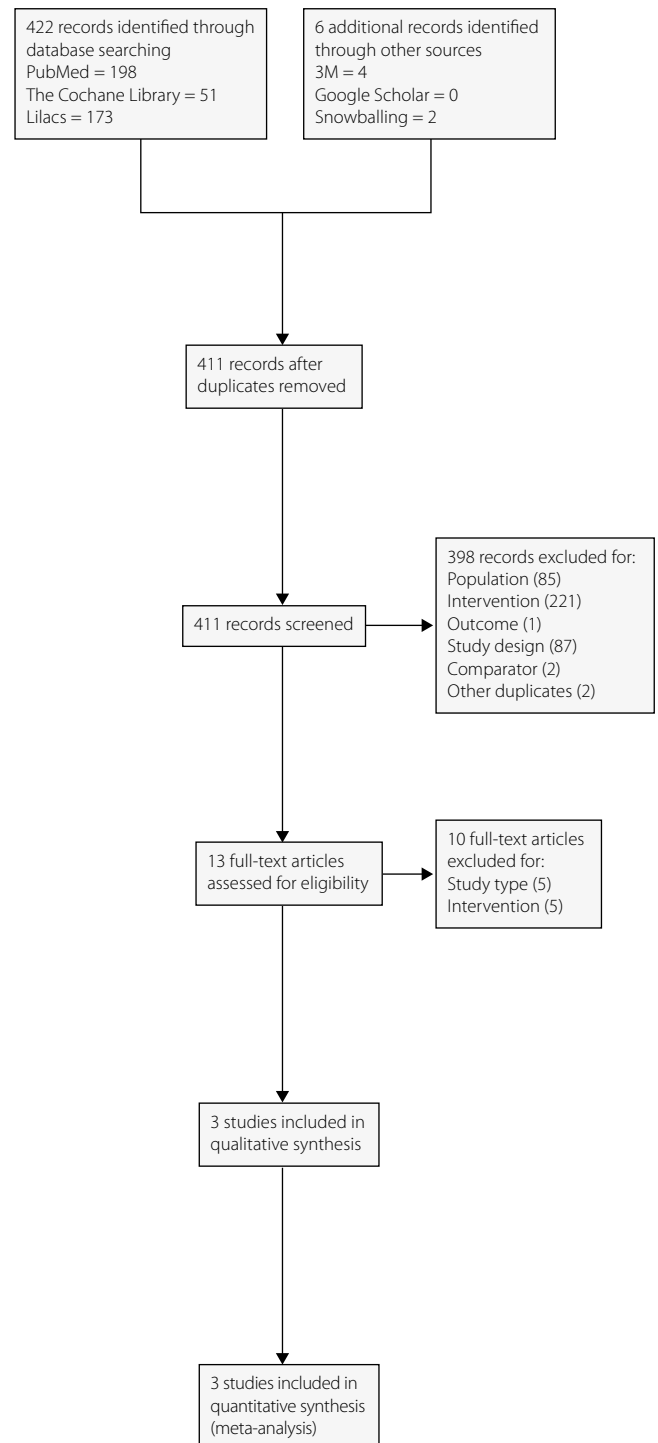 422 records identified through
database searching
PubMed = 198
The Cochane Library = 51
Lilacs = 173
6 additional records identified
through other sources
3M = 4
Google Scholar = 0
Snowballing = 2
411 records after
duplicates removed
411 records screened
398 records excluded for:
Population (85)
Intervention (221)
Outcome (1)
Study design (87)
Comparator (2)
Other duplicates (2)
13 full-text articles
assessed for eligibility
10 full-text articles
excluded for:
Study type (5)
Intervention (5)
3 studies included in
qualitative synthesis
3 studies included in
quantitative synthesis
(meta-analysis)